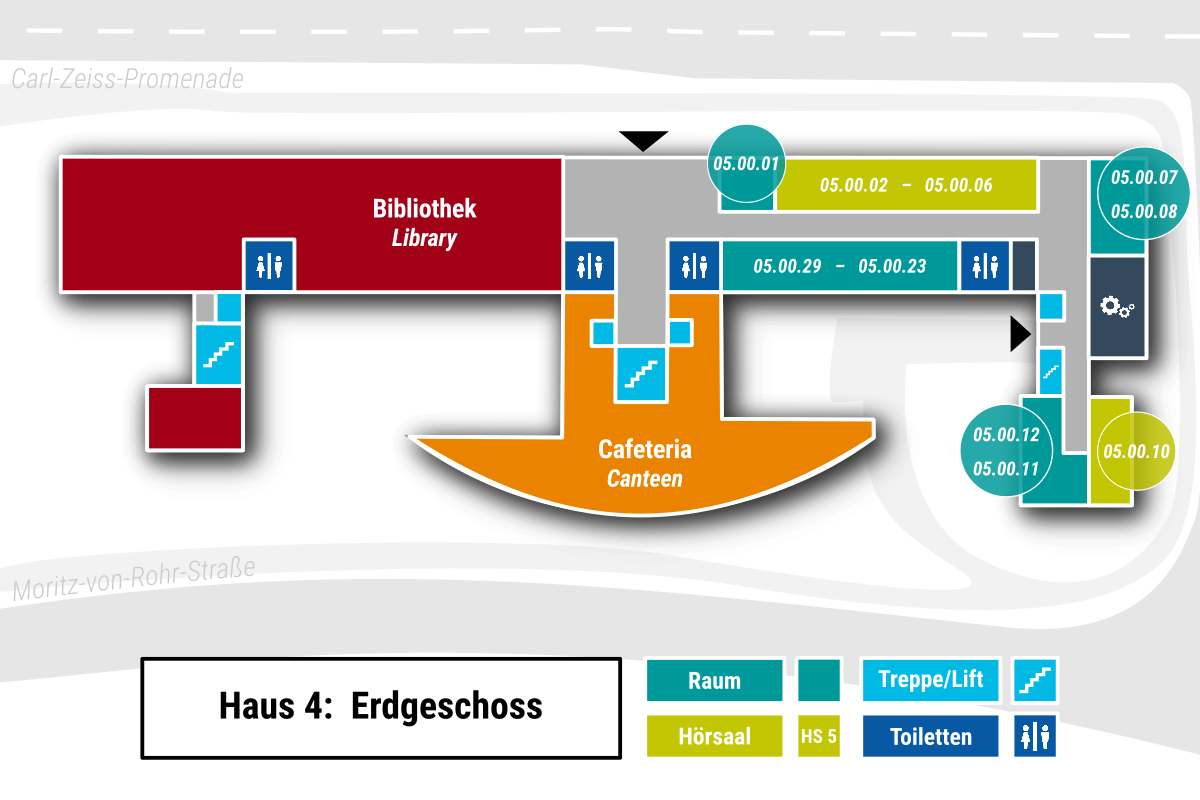 Carl-Zeiss-Promenade
05.00.01
05.00.02 – 05.00.06
05.00.07
05.00.08
Bibliothek
Library
05.00.29 – 05.00.23
Cafeteria
Canteen
05.00.12
05.00.11
05.00.10
Moritz-von-Rohr-Straße
Haus 4: Erdgeschoss
Raum
Treppe/Lift
Hörsaal
HS 5
Toiletten